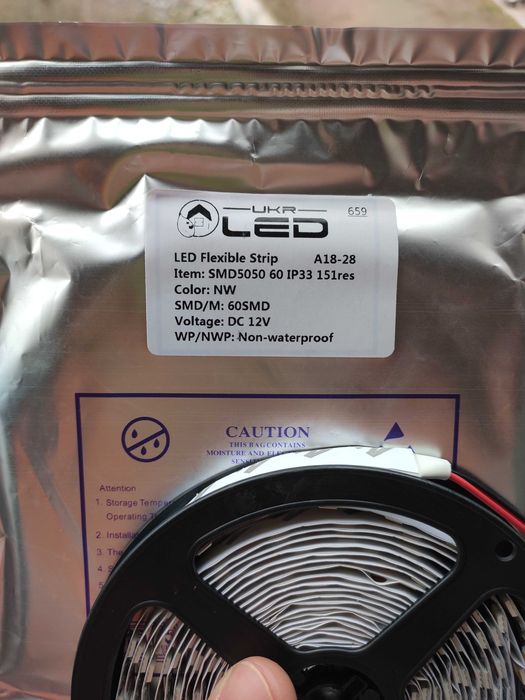 UKR
LED
659
LED Flexible Strip A18-28
Item: SMD5050 60 IP33 151res
Color: NW
SMD/M: 60SMD
Voltage: DC 12V
WP/NWP: Non-waterproof
CAUTION
THIS BAG CONTAINS
MOISTURE AND
Attention
1. Storage
Operating
2.
3. The
4.